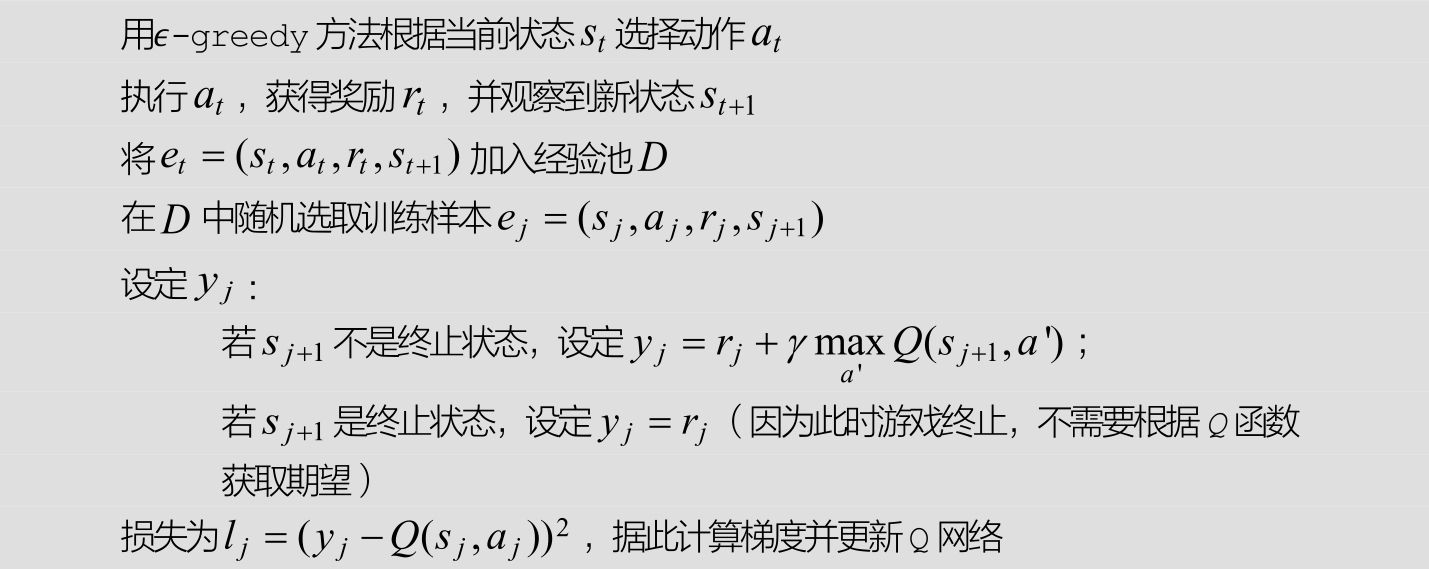 用ϵ-greedy 方法根据当前状态 s_t 选择动作 a_t
执行 a_t ，获得奖励 r_t ，并观察到新状态 s_{t+1}
将 e_t = (s_t, a_t, r_t, s_{t+1}) 加入经验池 D
在 D 中随机选取训练样本 e_j = (s_j, a_j, r_j, s_{j+1})
设定 y_j ：
若 s_{j+1} 不是终止状态，设定 y_j = r_j + γ max_{a'} Q(s_{j+1}, a') ；
若 s_{j+1} 是终止状态，设定 y_j = r_j （因为此时游戏终止，不需要根据 Q 函数
获取期望）
损失为 l_j = (y_j − Q(s_j, a_j))^2 ，据此计算梯度并更新 Q 网络